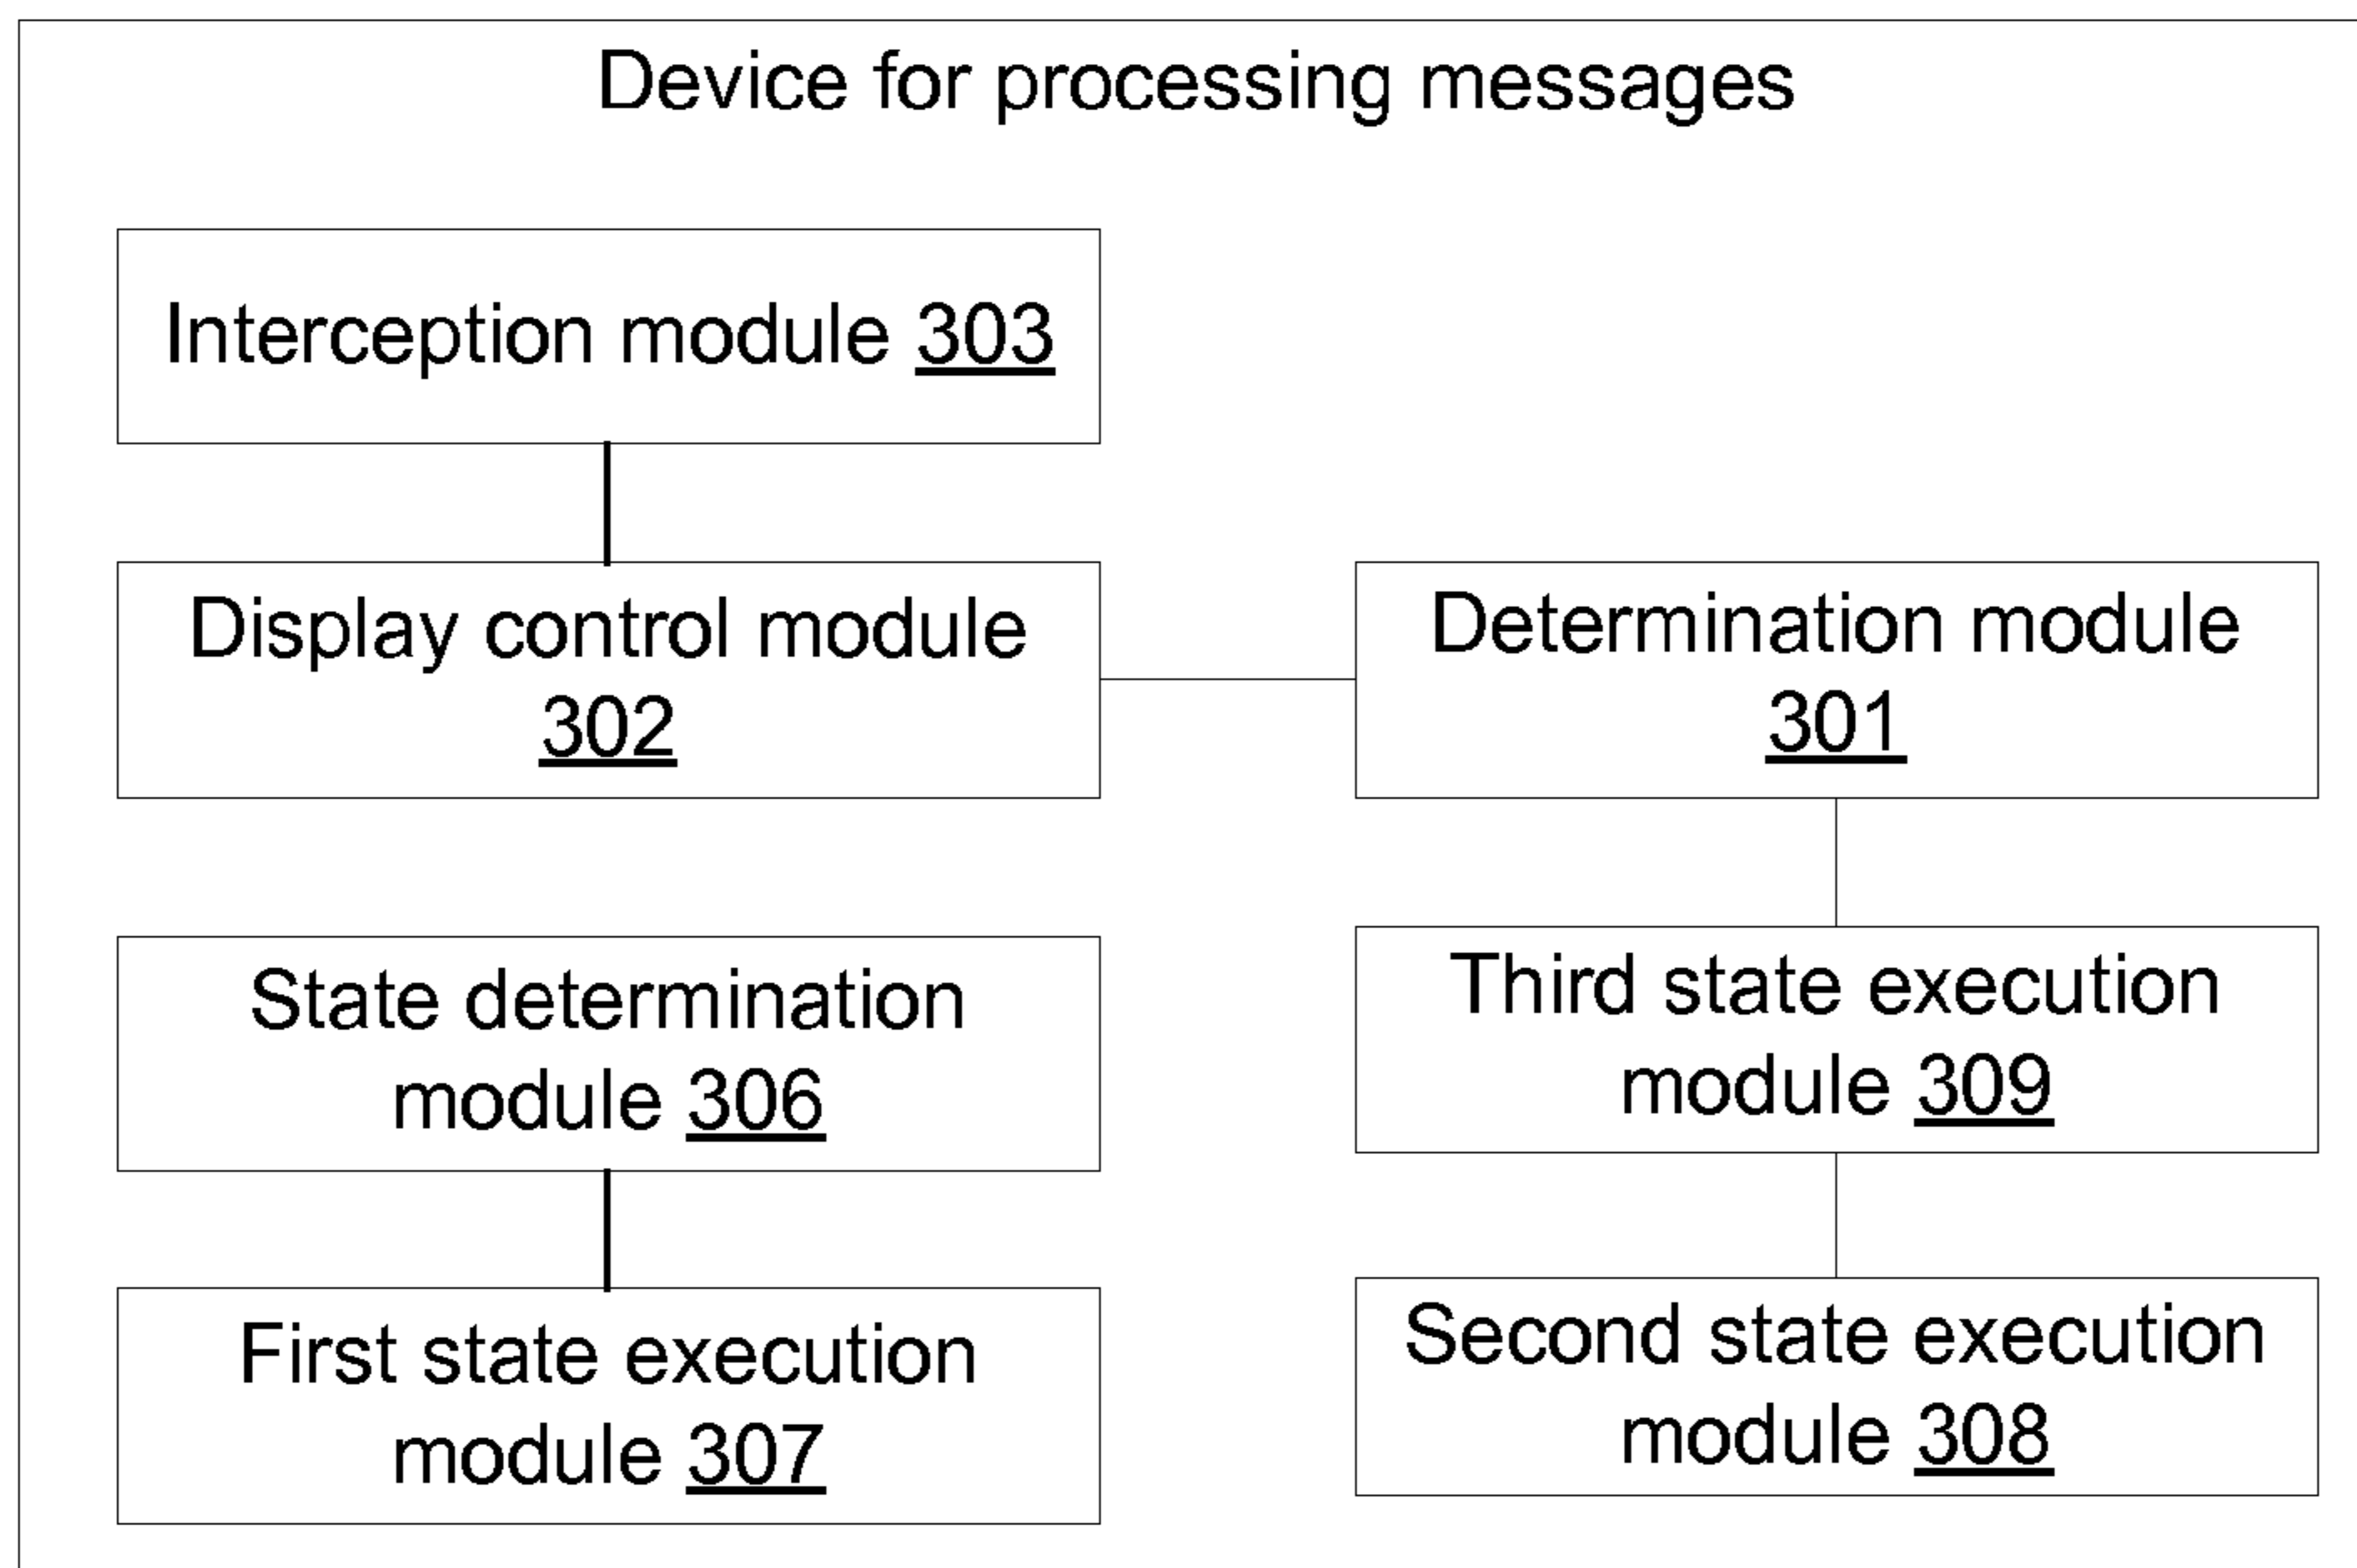 Device for processing messages
Interception module 303
Display control module
302
Determination module
301
State determination
module 306
Third state execution
module 309
First state execution
module 307
Second state execution
module 308